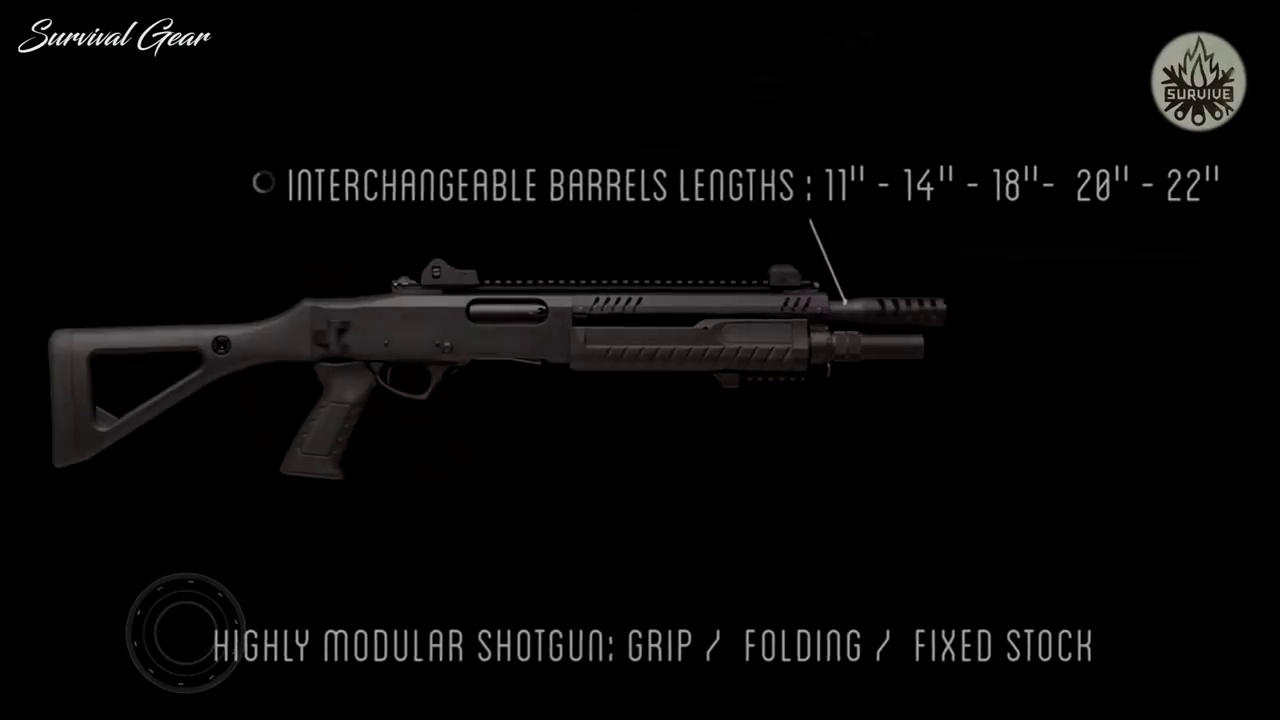 Survival Gear
SURVIVE
INTERCHANGEABLE BARRELS LENGTHS : 11" - 14" - 18"- 20" - 22"
HIGHLY MODULAR SHOTGUN: GRIP / FOLDING / FIXED STOCK